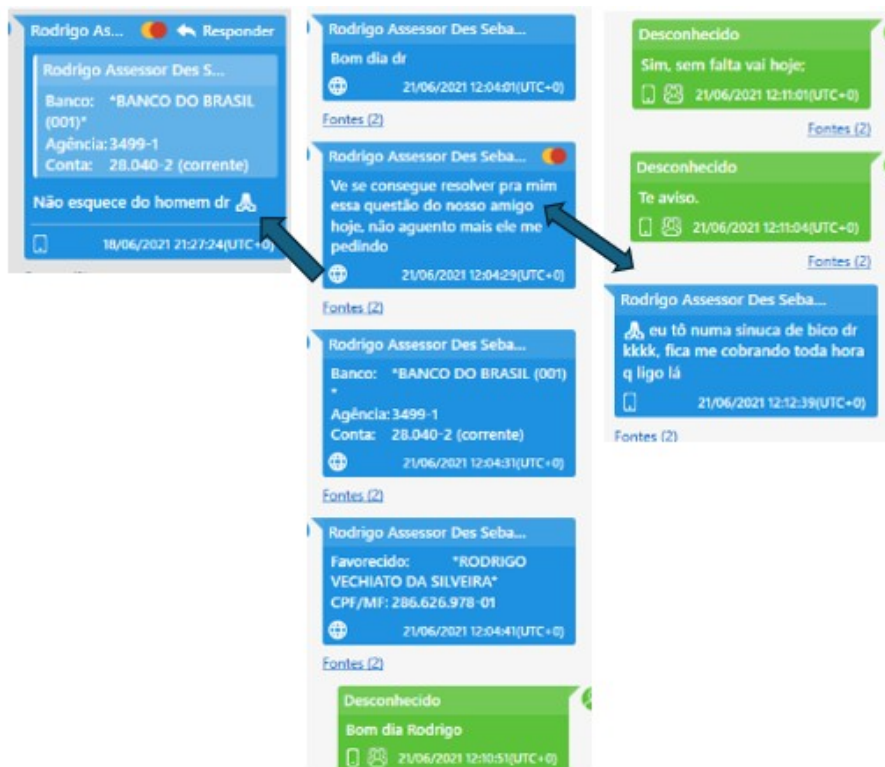 Rodrigo As... Responder
Rodrigo Assessor Des S...
Banco: *BANCO DO BRASIL
(001)*
Agência: 3499-1
Conta: 28.040-2 (corrente)
Não esquece do homem dr 🙏
18/06/2021 21:27:24(UTC+0)
Rodrigo Assessor Des Seba...
Bom dia dr
21/06/2021 12:04:01(UTC+0)
Fontes (2)
Rodrigo Assessor Des Seba...
Ve se consegue resolver pra mim
essa questão do nosso amigo
hoje, não aguento mais ele me
pedindo
21/06/2021 12:04:29(UTC+0)
Fontes (2)
Rodrigo Assessor Des Seba...
Banco: *BANCO DO BRASIL (001)
*
Agência: 3499-1
Conta: 28.040-2 (corrente)
21/06/2021 12:04:31(UTC+0)
Fontes (2)
Rodrigo Assessor Des Seba...
Favorecido: *RODRIGO
VECHIATO DA SILVEIRA*
CPF/MF: 286.626.978-01
21/06/2021 12:04:41(UTC+0)
Fontes (2)
Desconhecido
Bom dia Rodrigo
21/06/2021 12:10:51(UTC+0)
Desconhecido
Sim, sem falta vai hoje;
21/06/2021 12:11:01(UTC+0)
Fontes (2)
Desconhecido
Te aviso.
21/06/2021 12:11:04(UTC+0)
Fontes (2)
Rodrigo Assessor Des Seba...
🙏 eu tô numa sinuca de bico dr
kkkk, fica me cobrando toda hora
q ligo lá
21/06/2021 12:12:39(UTC+0)
Fontes (2)